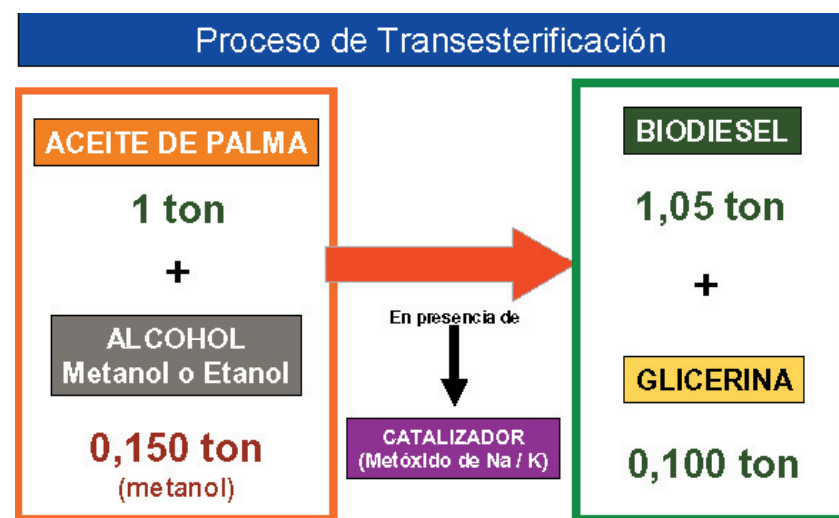 Proceso de Transesterificación
ACEITE DE PALMA
1 ton
+
ALCOHOL
Metanol o Etanol
0,150 ton
(metanol)
En presencia de
CATALIZADOR
(Metóxido de Na / K)
BIODIESEL
1,05 ton
+
GLICERINA
0,100 ton